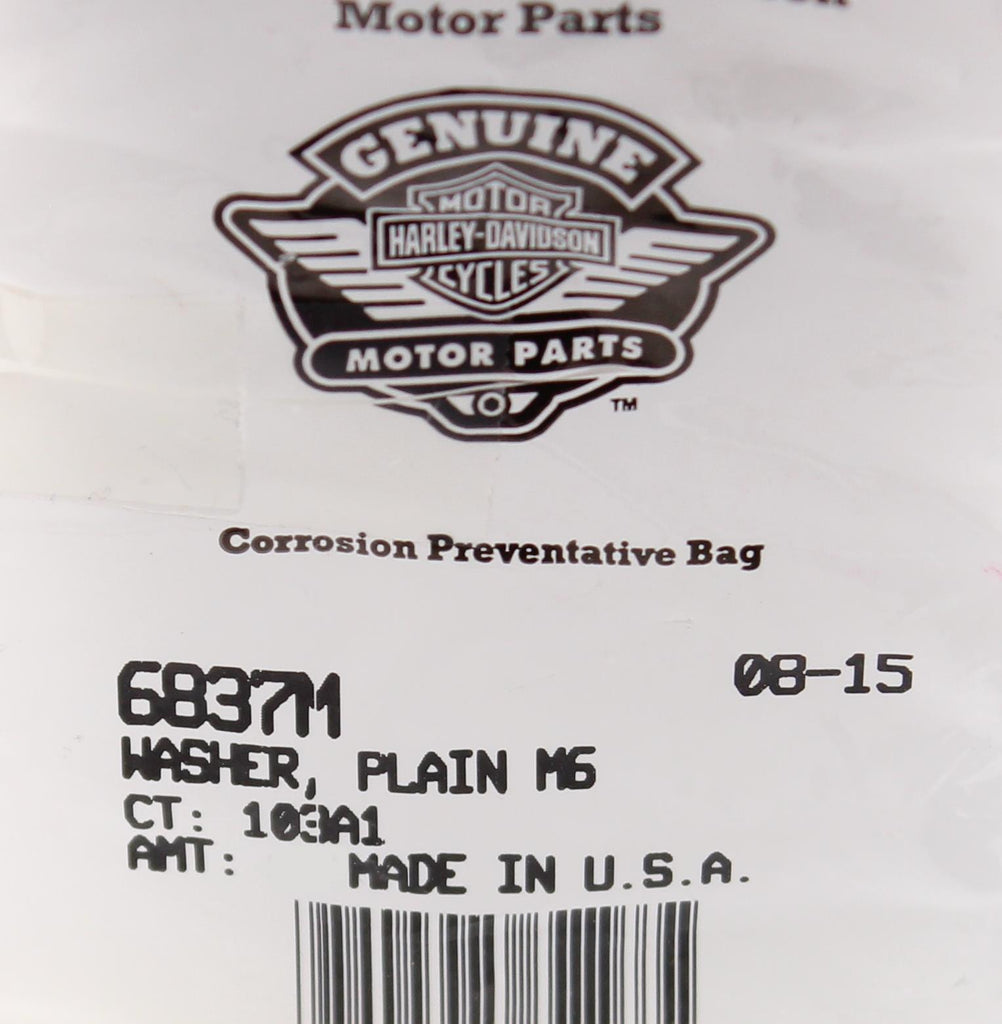 Motor Parts
GENUINE
MOTOR
HARLEY-DAVIDSON
CYCLES
MOTOR PARTS
TM
Corrosion Preventative Bag
6837M
08-15
WASHER, PLAIN M6
CT: 103A1
AMT: MADE IN U.S.A.